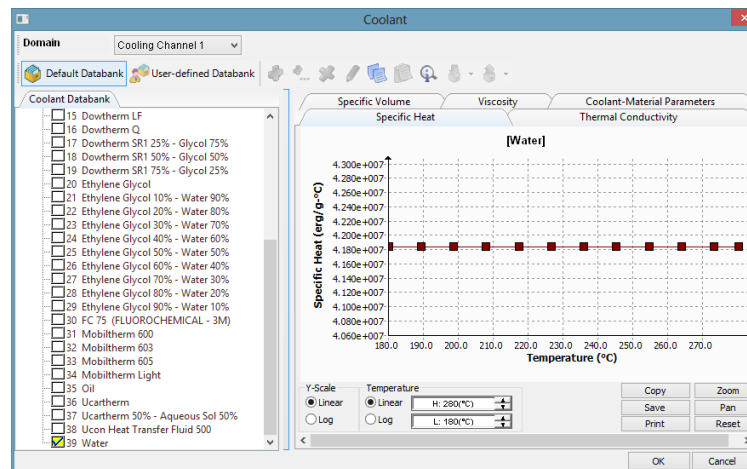 Coolant
Domain
Cooling Channel 1
Default Databank
User-defined Databank
Coolant Databank
15 Dowtherm LF
16 Dowtherm Q
17 Dowtherm SR1 25% - Glycol 75%
18 Dowtherm SR1 50% - Glycol 50%
19 Dowtherm SR1 75% - Glycol 25%
20 Ethylene Glycol
21 Ethylene Glycol 10% - Water 90%
22 Ethylene Glycol 20% - Water 80%
23 Ethylene Glycol 30% - Water 70%
24 Ethylene Glycol 40% - Water 60%
25 Ethylene Glycol 50% - Water 50%
26 Ethylene Glycol 60% - Water 40%
27 Ethylene Glycol 70% - Water 30%
28 Ethylene Glycol 80% - Water 20%
29 Ethylene Glycol 90% - Water 10%
30 FC 75 (FLUOROCHEMICAL - 3M)
31 Mobiltherm 600
32 Mobiltherm 603
33 Mobiltherm 605
34 Mobiltherm Light
35 Oil
36 Ucartherm
37 Ucartherm 50% - Aqueous Sol 50%
38 Ucon Heat Transfer Fluid 500
39 Water
Specific Volume
Viscosity
Coolant-Material Parameters
Specific Heat
Thermal Conductivity
[Water]
Specific Heat (erg/g-°C)
4.300e+007
4.280e+007
4.260e+007
4.240e+007
4.220e+007
4.200e+007
4.180e+007
4.160e+007
4.140e+007
4.120e+007
4.100e+007
4.080e+007
4.060e+007
180.0 190.0 200.0 210.0 220.0 230.0 240.0 250.0 260.0 270.0
Temperature (°C)
Y-Scale
Linear
Log
Temperature
Linear
H: 280(°C)
Log
L: 180(°C)
Copy
Zoom
Save
Pan
Print
Reset
OK
Cancel